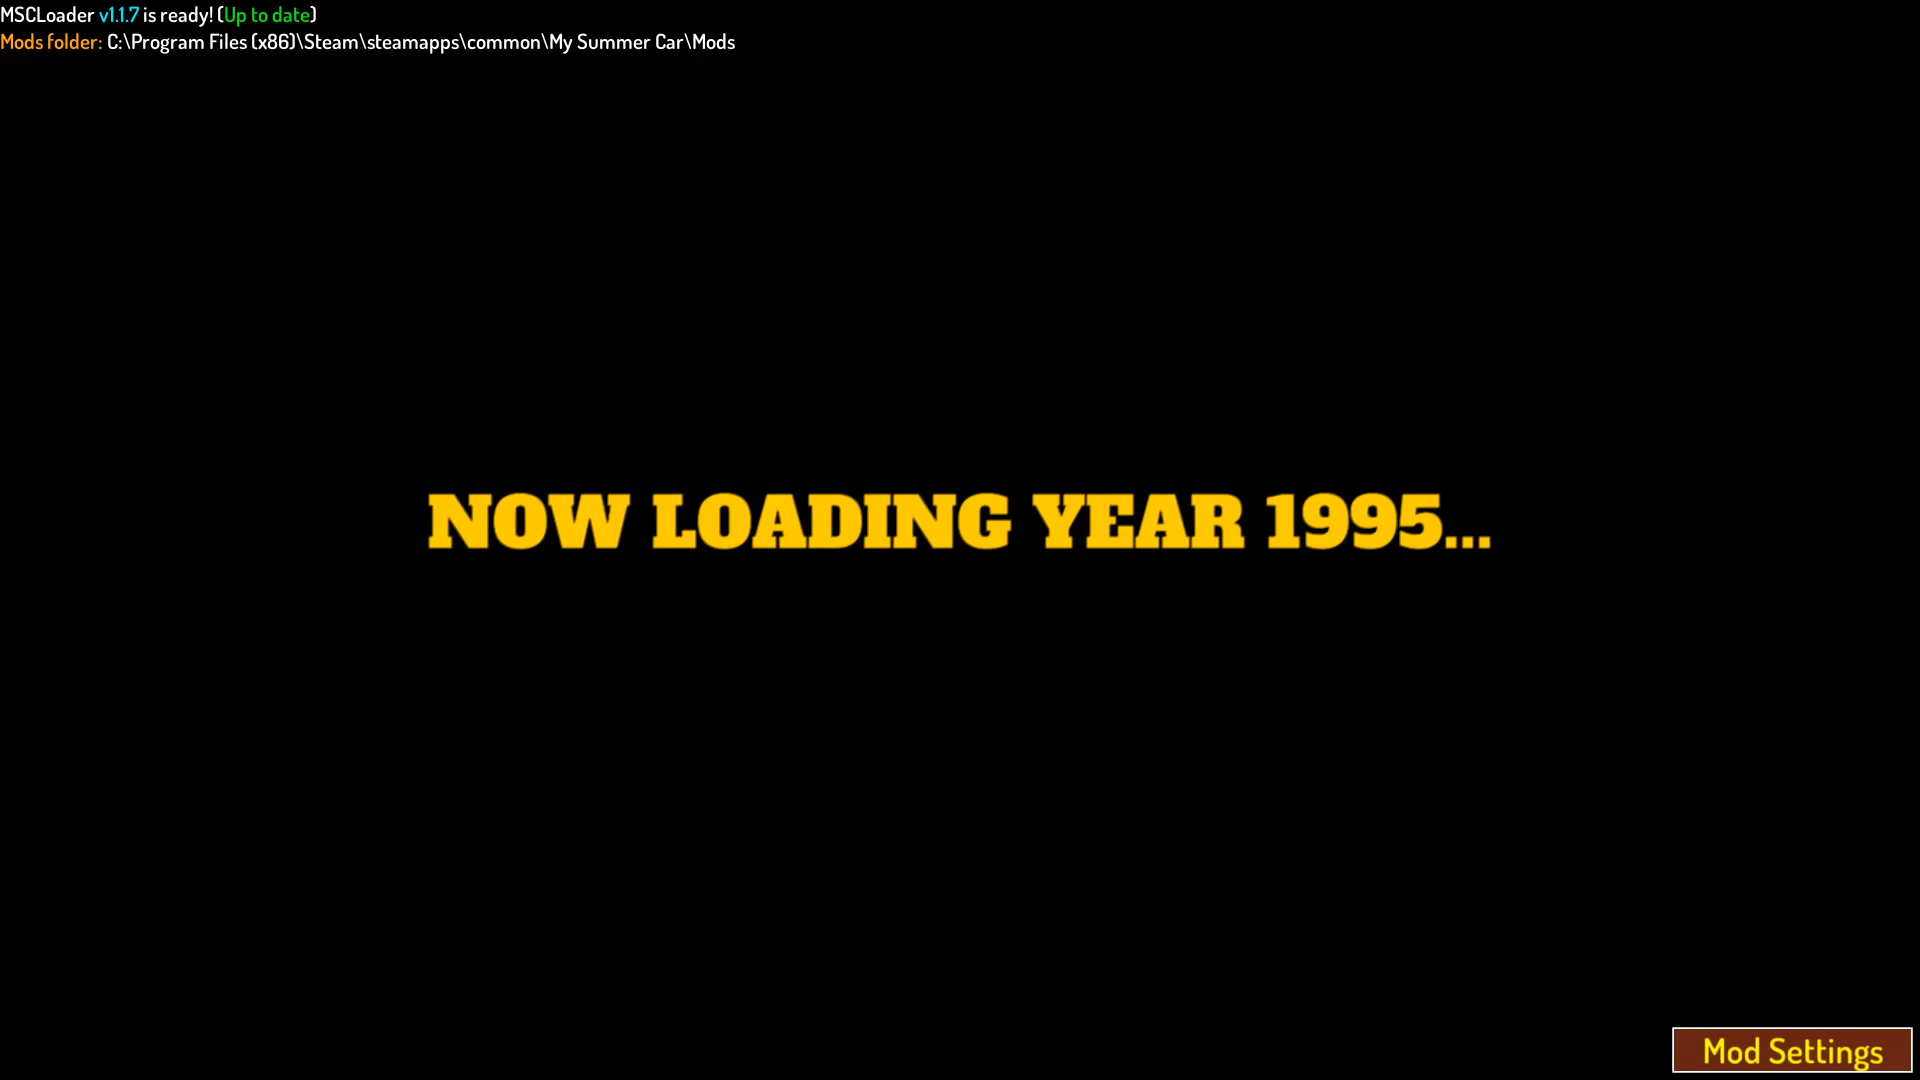 MSCLoader v1.1.7 is ready! (Up to date)
Mods folder: C:\Program Files (x86)\Steam\steamapps\common\My Summer Car\Mods
NOW LOADING YEAR 1995...
Mod Settings